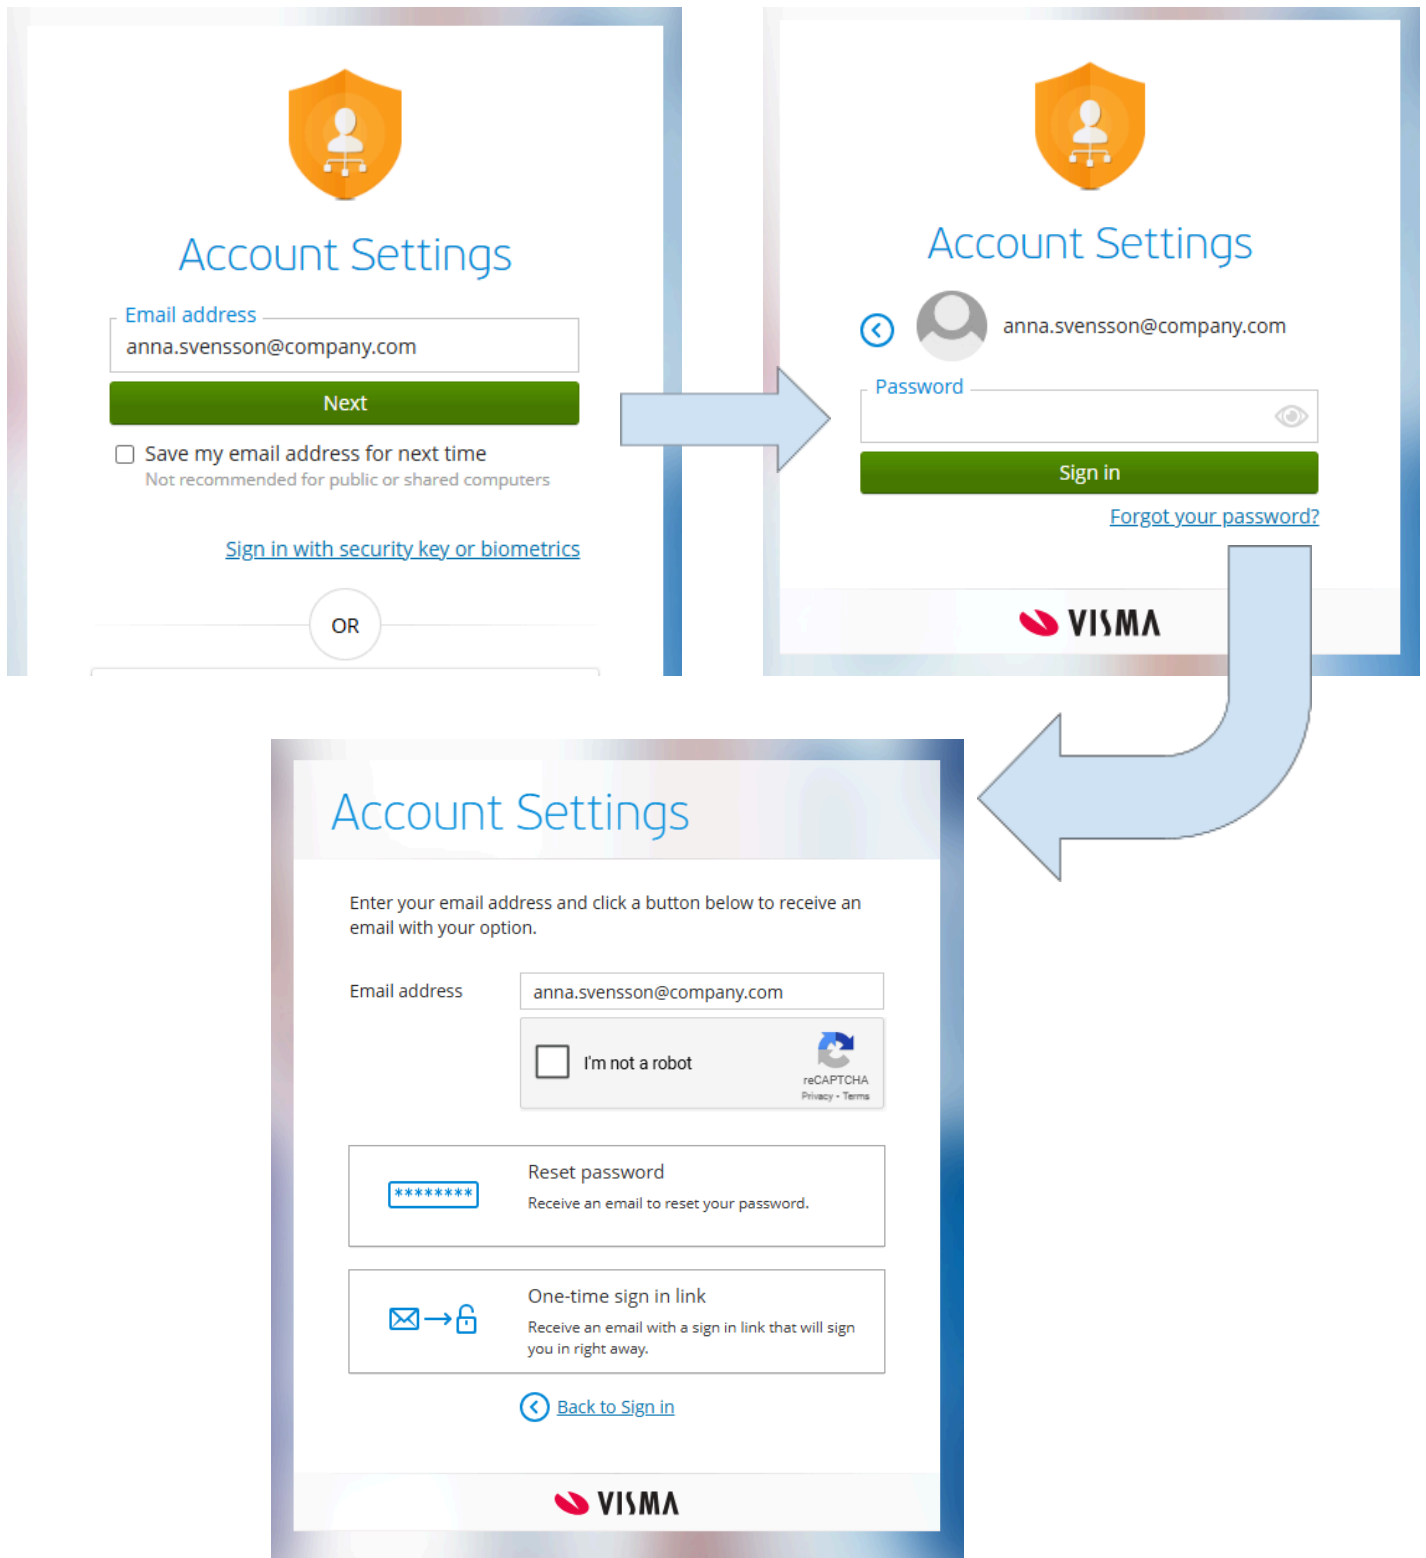 Account Settings
Email address
anna.svensson@company.com
Next
Save my email address for next time
Not recommended for public or shared computers
Sign in with security key or biometrics
OR
Account Settings
anna.svensson@company.com
Password
Sign in
Forgot your password?
VISMA
Account Settings
Enter your email address and click a button below to receive an
email with your option.
Email address
anna.svensson@company.com
I'm not a robot
reCAPTCHA
Privacy - Terms
Reset password
********
Receive an email to reset your password.
One-time sign in link
Receive an email with a sign in link that will sign
you in right away.
Back to Sign in
VISMA